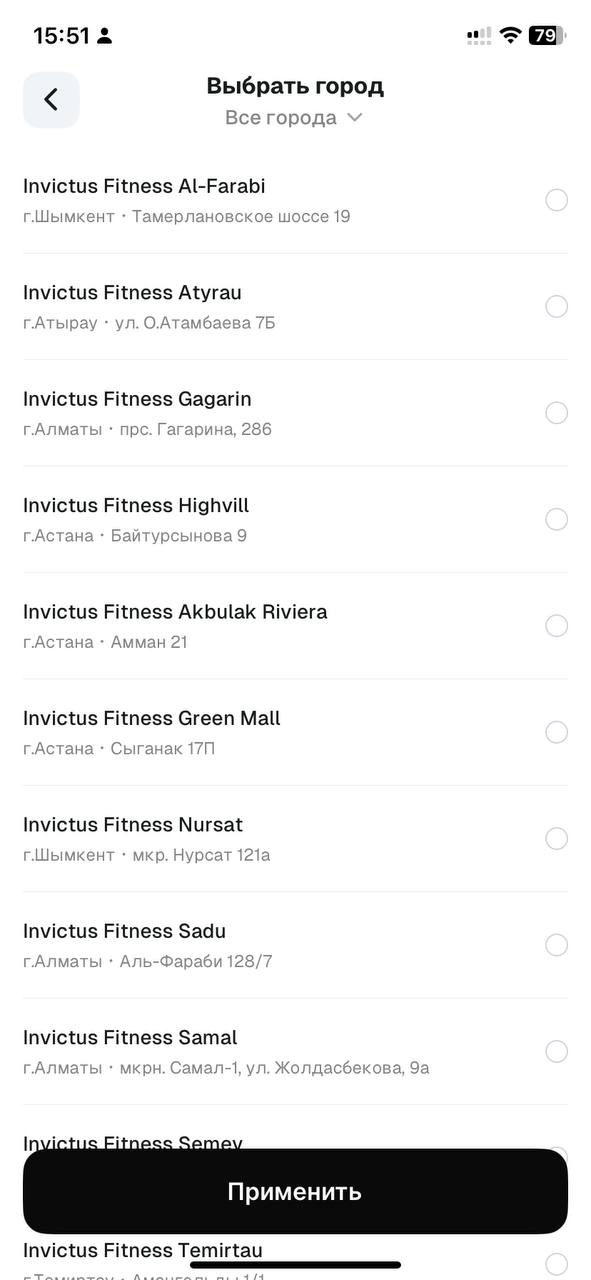 15:51
79
Выбрать город
Все города
Invictus Fitness Al-Farabi
г.Шымкент · Тамерлановское шоссе 19
Invictus Fitness Atyrau
г.Атырау · ул. О.Атамбаева 7Б
Invictus Fitness Gagarin
г.Алматы · прс. Гагарина, 286
Invictus Fitness Highvill
г.Астана · Байтурсынова 9
Invictus Fitness Akbulak Riviera
г.Астана · Амман 21
Invictus Fitness Green Mall
г.Астана · Сыганак 17П
Invictus Fitness Nursat
г.Шымкент · мкр. Нурсат 121а
Invictus Fitness Sadu
г.Алматы · Аль-Фараби 128/7
Invictus Fitness Samal
г.Алматы · мкрн. Самал-1, ул. Жолдасбекова, 9а
Invictus Fitness Semey
Применить
Invictus Fitness Temirtau
г.Темиртау ·